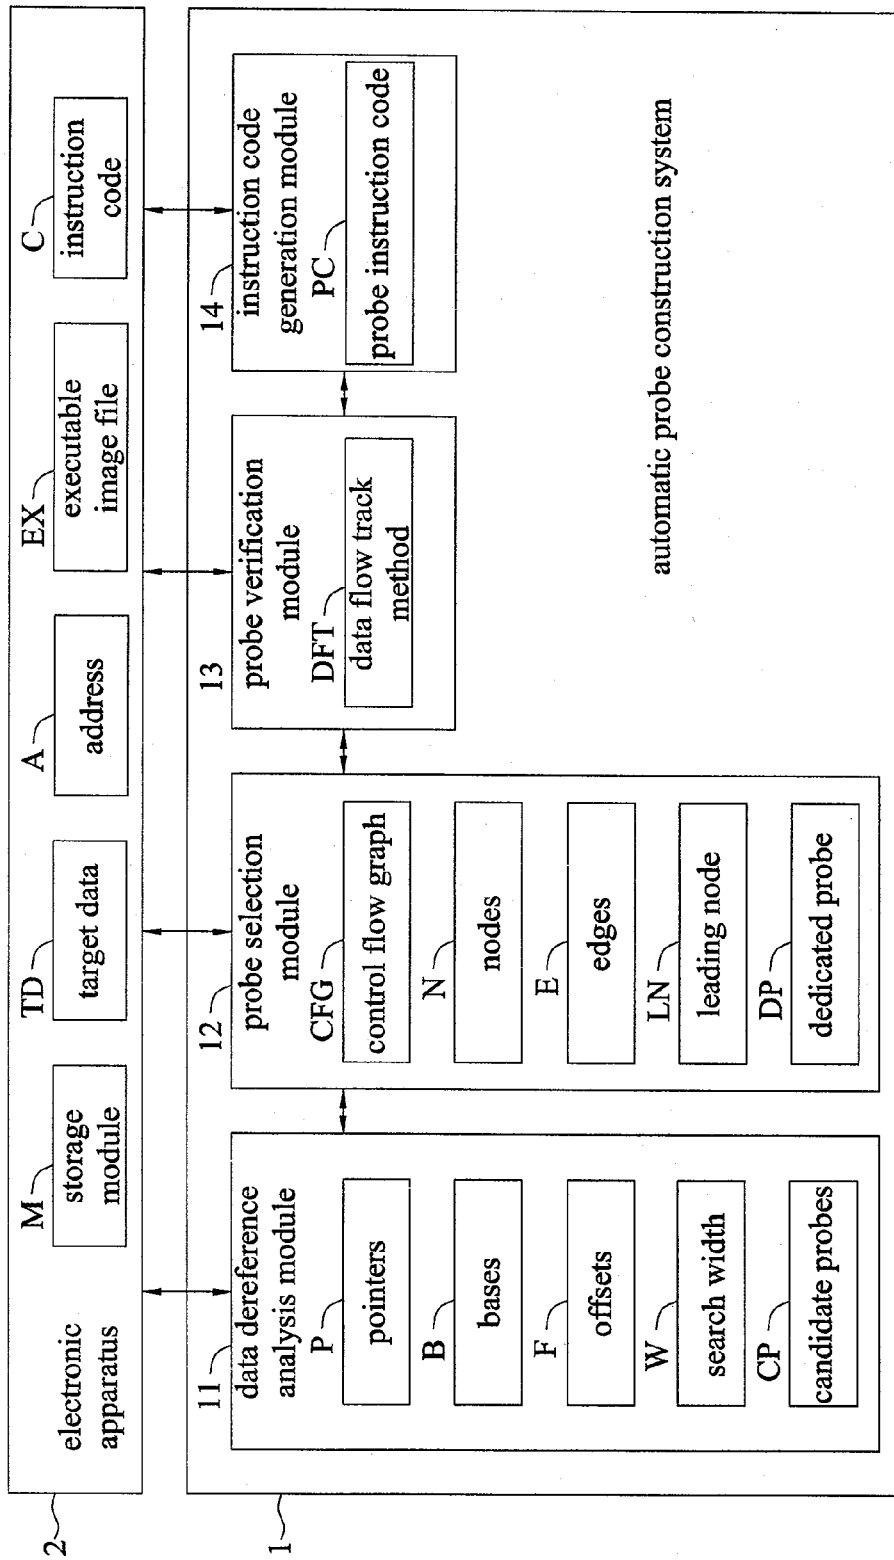 2
electronic
apparatus
M
storage
module
TD
target data
A
address
EX
executable
image file
C
instruction
code
1
11
data dereference
analysis module
P
pointers
B
bases
F
offsets
W
search width
CP
candidate probes
12
probe selection
module
CFG
control flow graph
N
nodes
E
edges
LN
leading node
DP
dedicated probe
13
probe verification
module
DFT
data flow track
method
14
instruction code
generation module
PC
probe instruction code
automatic probe construction system